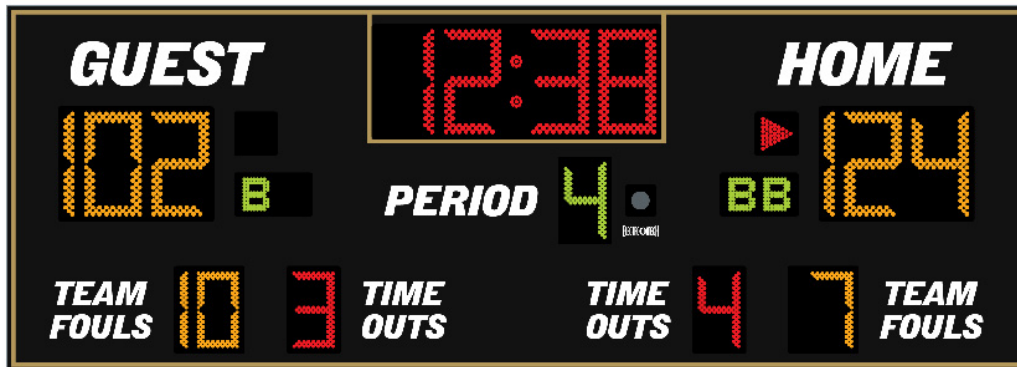 12:38
GUEST HOME
102 124
B BB
PERIOD 4
TEAM FOULS 10 3 TIME OUTS TIME OUTS 4 7 TEAM FOULS